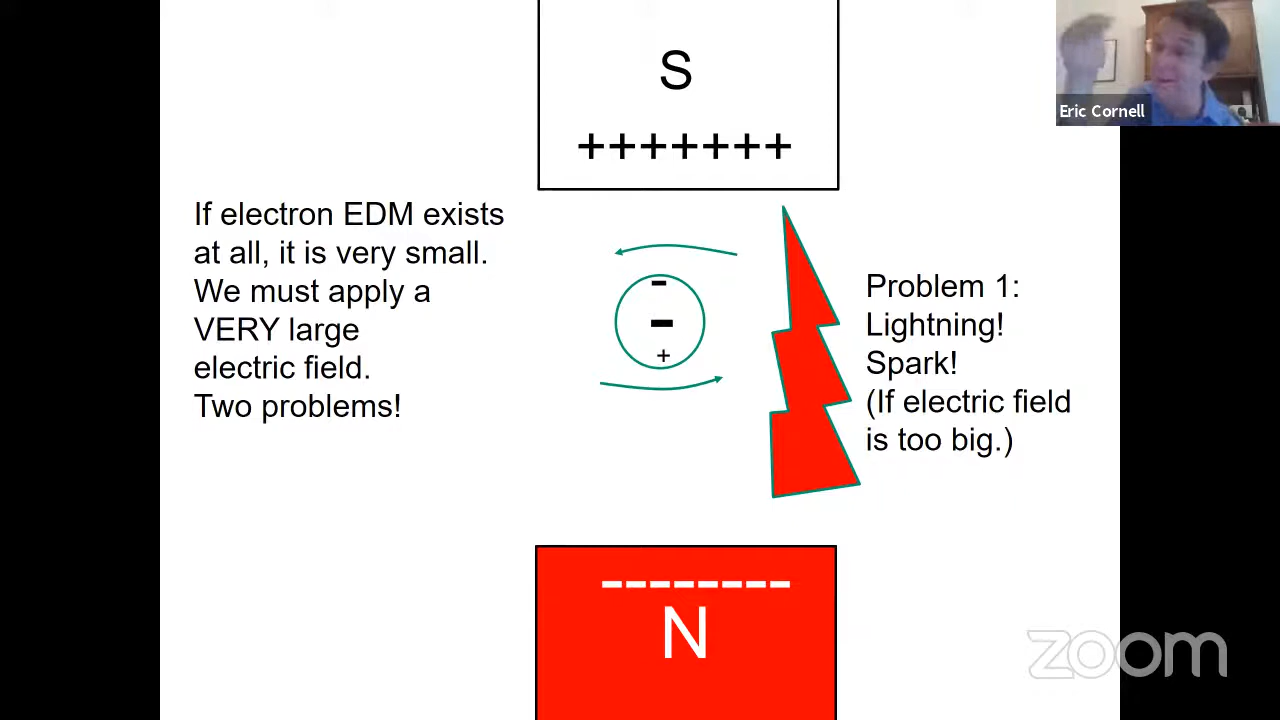 S
+++++++
Eric Cornell
If electron EDM exists
at all, it is very small.
We must apply a
VERY large
electric field.
Two problems!
-
-
+
Problem 1:
Lightning!
Spark!
(If electric field
is too big.)
--------
N
zoom